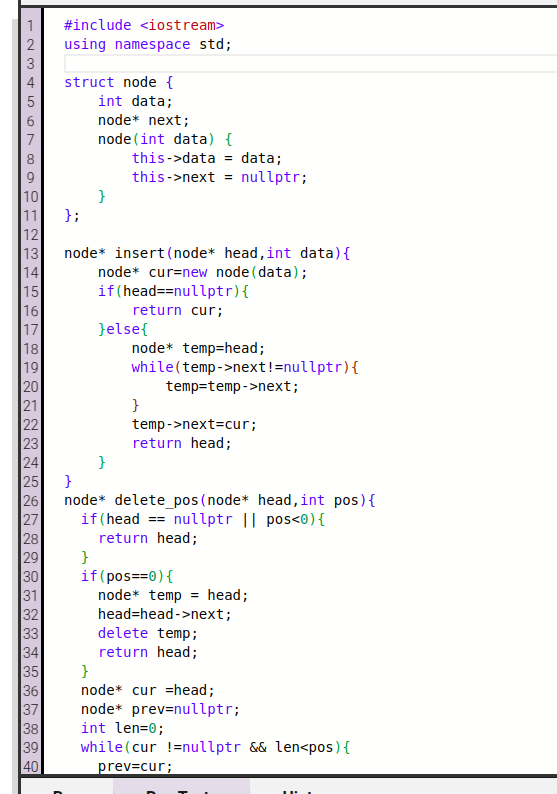 1 #include <iostream>
2 using namespace std;
3
4 struct node {
5     int data;
6     node* next;
7     node(int data) {
8         this->data = data;
9         this->next = nullptr;
10     }
11 };
12
13 node* insert(node* head,int data){
14     node* cur=new node(data);
15     if(head==nullptr){
16         return cur;
17     }else{
18         node* temp=head;
19         while(temp->next!=nullptr){
20             temp=temp->next;
21         }
22         temp->next=cur;
23         return head;
24     }
25 }
26 node* delete_pos(node* head,int pos){
27   if(head == nullptr || pos<0){
28     return head;
29   }
30   if(pos==0){
31     node* temp = head;
32     head=head->next;
33     delete temp;
34     return head;
35   }
36   node* cur =head;
37   node* prev=nullptr;
38   int len=0;
39   while(cur !=nullptr && len<pos){
40     prev=cur;